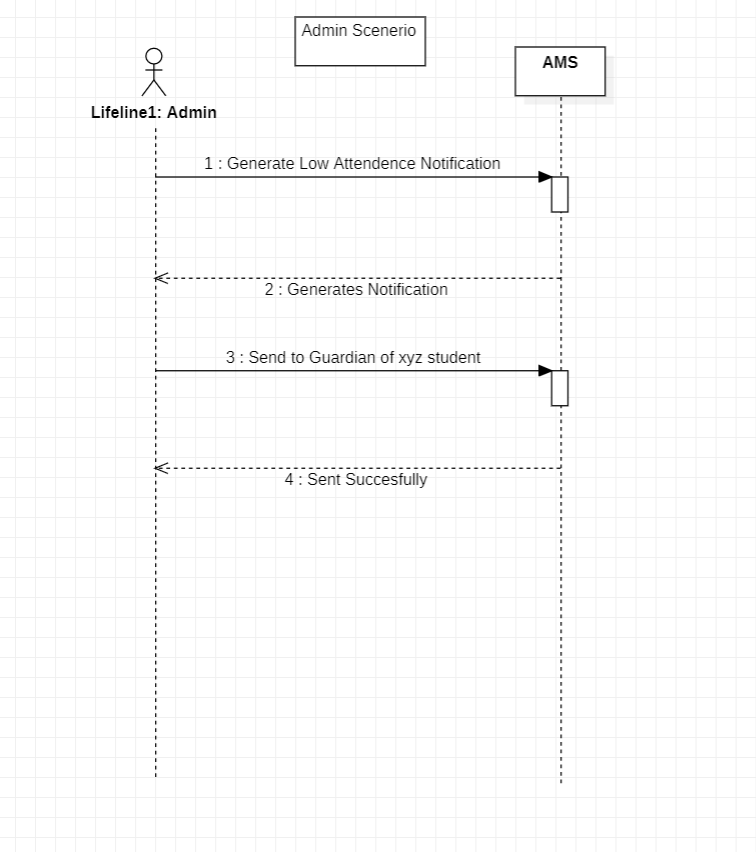 Admin Scenerio
AMS
Lifeline1: Admin
1 : Generate Low Attendence Notification
2 : Generates Notification
3 : Send to Guardian of xyz student
4 : Sent Succesfully